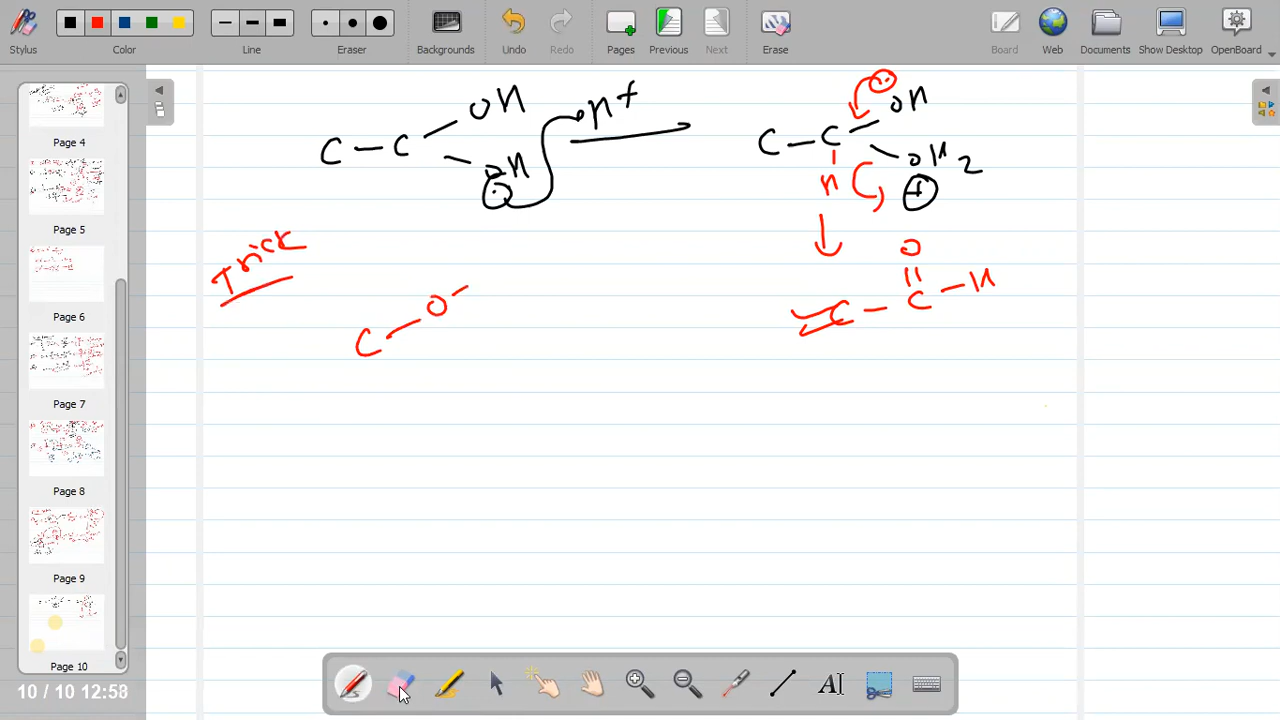 Stylus Color Line Eraser Backgrounds Undo Redo Pages Previous Next Erase Board Web Documents Show Desktop OpenBoard
Page 4
Page 5
Page 6
Page 7
Page 8
Page 9
Page 10
10 / 10 12:58
C - C OH OH H+
C - C OH OH2 +
H
Trick
C - O -
O
C - C - H